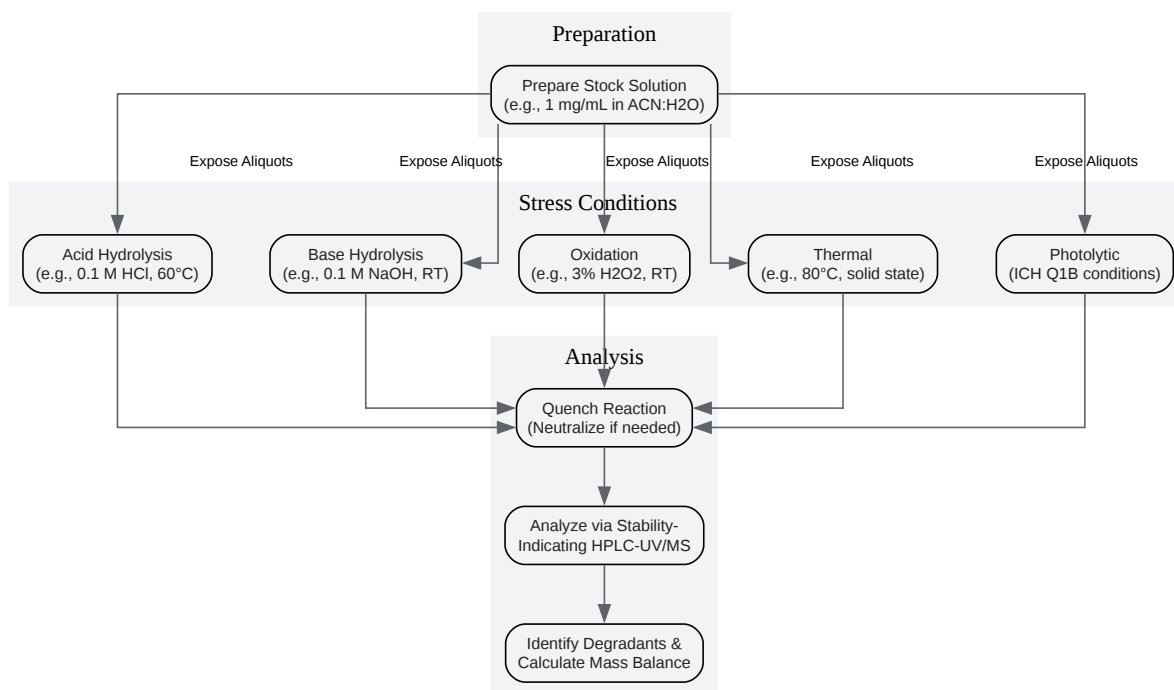 Preparation
Prepare Stock Solution
(e.g., 1 mg/mL in ACN:H2O)
Expose Aliquots
Expose Aliquots
Expose Aliquots
Expose Aliquots
Expose Aliquots
Stress Conditions
Acid Hydrolysis
(e.g., 0.1 M HCl, 60°C)
Base Hydrolysis
(e.g., 0.1 M NaOH, RT)
Oxidation
(e.g., 3% H2O2, RT)
Thermal
(e.g., 80°C, solid state)
Photolytic
(ICH Q1B conditions)
Analysis
Quench Reaction
(Neutralize if needed)
Analyze via Stability-
Indicating HPLC-UV/MS
Identify Degradants &
Calculate Mass Balance